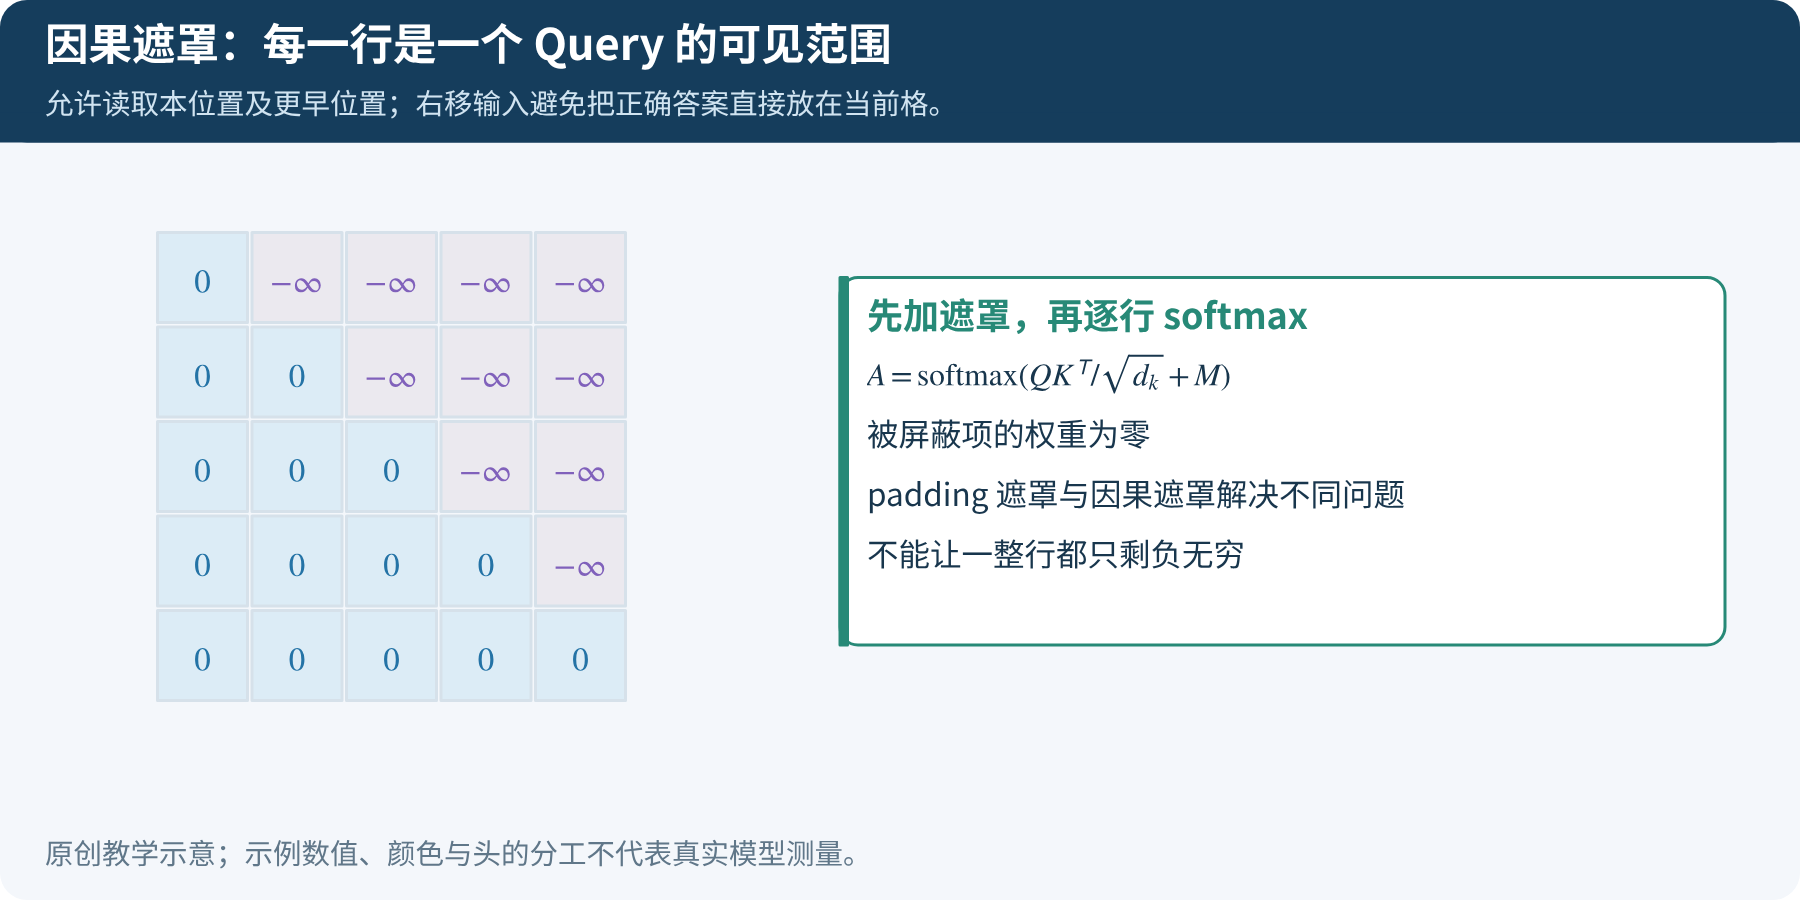 因果遮罩：每一行是一个 Query 的可见范围
允许读取本位置及更早位置；右移输入避免把正确答案直接放在当前格。
0 −∞ −∞ −∞ −∞
0 0 −∞ −∞ −∞
0 0 0 −∞ −∞
0 0 0 0 −∞
0 0 0 0 0
先加遮罩，再逐行 softmax
A = softmax(QK^T/√d_k + M)
被屏蔽项的权重为零
padding 遮罩与因果遮罩解决不同问题
不能让一整行都只剩负无穷
原创教学示意；示例数值、颜色与头的分工不代表真实模型测量。